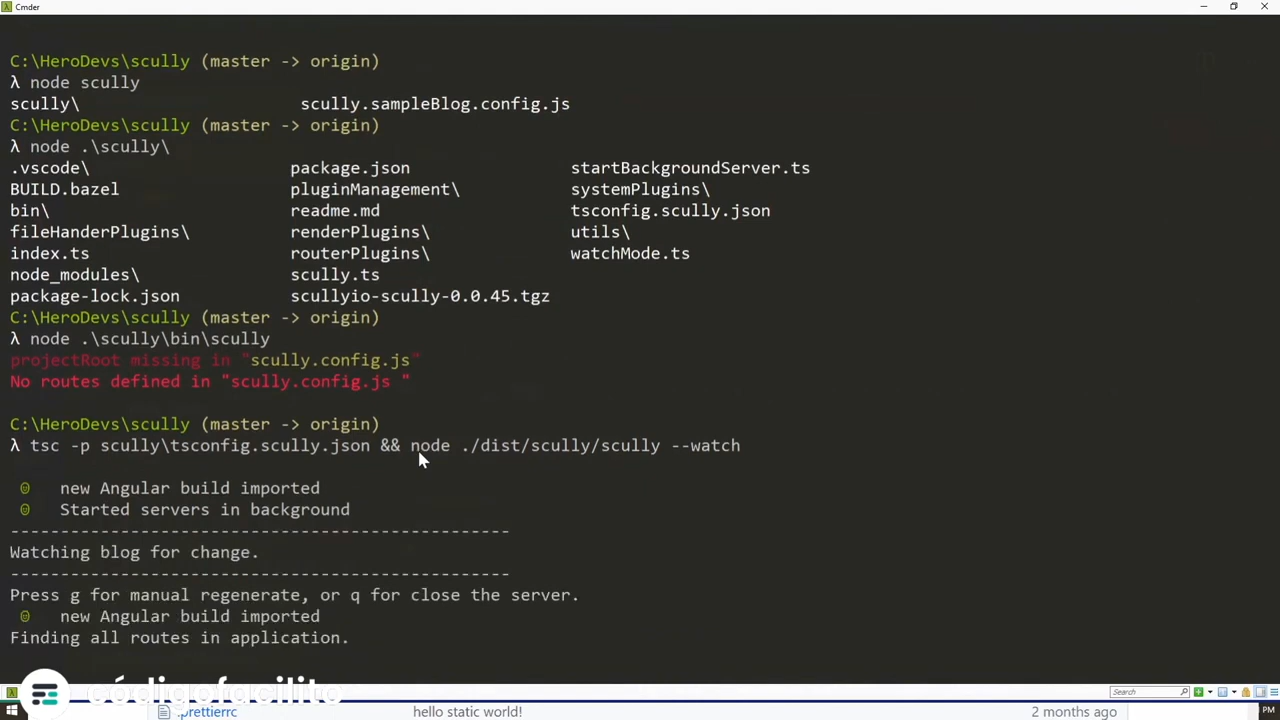 Cmder
C:\HeroDevs\scully (master -> origin)
λ node scully
scully\ scully.sampleBlog.config.js
C:\HeroDevs\scully (master -> origin)
λ node .\scully\
.vscode\ package.json startBackgroundServer.ts
BUILD.bazel pluginManagement\ systemPlugins\
bin\ readme.md tsconfig.scully.json
fileHanderPlugins\ renderPlugins\ utils\
index.ts routerPlugins\ watchMode.ts
node_modules\ scully.ts
package-lock.json scullyio-scully-0.0.45.tgz
C:\HeroDevs\scully (master -> origin)
λ node .\scully\bin\scully
projectRoot missing in "scully.config.js"
No routes defined in "scully.config.js "
C:\HeroDevs\scully (master -> origin)
λ tsc -p scully\tsconfig.scully.json && node ./dist/scully/scully --watch
new Angular build imported
Started servers in background
---------------------------------------------------
Watching blog for change.
---------------------------------------------------
Press g for manual regenerate, or q for close the server.
new Angular build imported
Finding all routes in application.
códigofacilito
Search
.prettierrc hello static world! 2 months ago PM